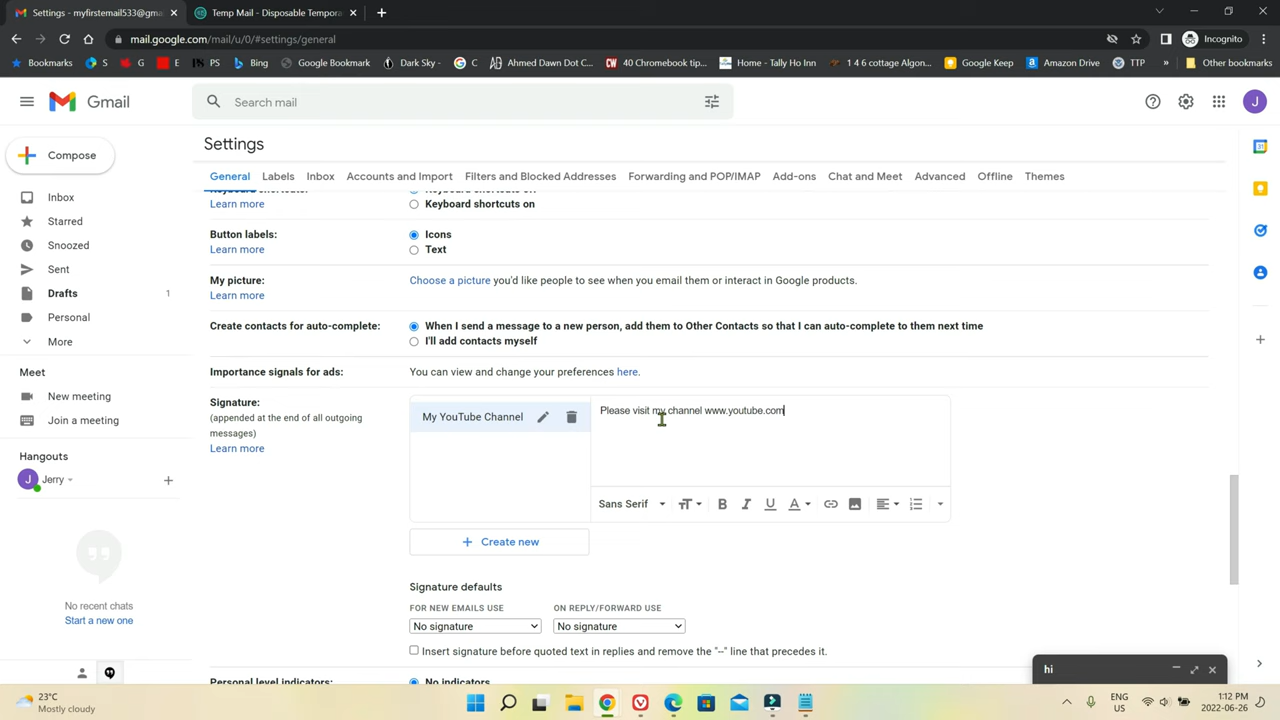 Settings - myfirstemail533@gma
Temp Mail - Disposable Tempora
mail.google.com/mail/u/0/#settings/general
Incognito
Bookmarks
S
G
E
PS
Bing
Google Bookmark
Dark Sky -
C
Ahmed Dawn Dot C...
40 Chromebook tip...
Home - Tally Ho Inn
1 4 6 cottage Algon...
Google Keep
Amazon Drive
TTP
»
Other bookmarks
Gmail
Search mail
J
Compose
Settings
General
Labels
Inbox
Accounts and Import
Filters and Blocked Addresses
Forwarding and POP/IMAP
Add-ons
Chat and Meet
Advanced
Offline
Themes
Inbox
Starred
Snoozed
Sent
Drafts 1
Personal
More
Meet
New meeting
Join a meeting
Hangouts
J Jerry
No recent chats
Start a new one
Learn more
Keyboard shortcuts on
Button labels:
Learn more
Icons
Text
My picture:
Learn more
Choose a picture you'd like people to see when you email them or interact in Google products.
Create contacts for auto-complete:
When I send a message to a new person, add them to Other Contacts so that I can auto-complete to them next time
I'll add contacts myself
Importance signals for ads:
You can view and change your preferences here.
Signature:
(appended at the end of all outgoing
messages)
Learn more
My YouTube Channel
Please visit my channel www.youtube.com
Sans Serif
Create new
Signature defaults
FOR NEW EMAILS USE
ON REPLY/FORWARD USE
No signature
No signature
Insert signature before quoted text in replies and remove the "--" line that precedes it.
Personal level indicators:
No indicators
hi
23°C
Mostly cloudy
ENG
US
1:12 PM
2022-06-26